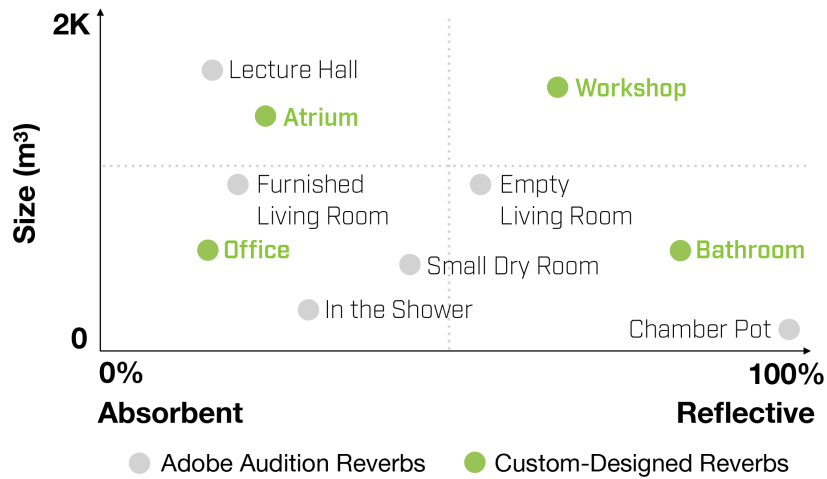 2K
Lecture Hall
Workshop
Atrium
Size (m³)
Furnished
Living Room
Empty
Living Room
Office
Bathroom
Small Dry Room
In the Shower
Chamber Pot
0
0%
100%
Absorbent
Reflective
Adobe Audition Reverbs
Custom-Designed Reverbs